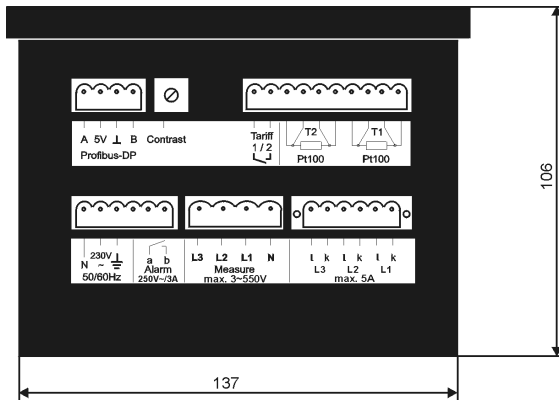 A 5V ⊥ B Contrast
Profibus-DP
Tariff
1 / 2
T2 T1
Pt100 Pt100
N 230V ~
50/60Hz
a b
Alarm
250V~/3A
L3 L2 L1 N
Measure
max. 3~550V
l k l k l k
L3 L2 L1
max. 5A
106
137